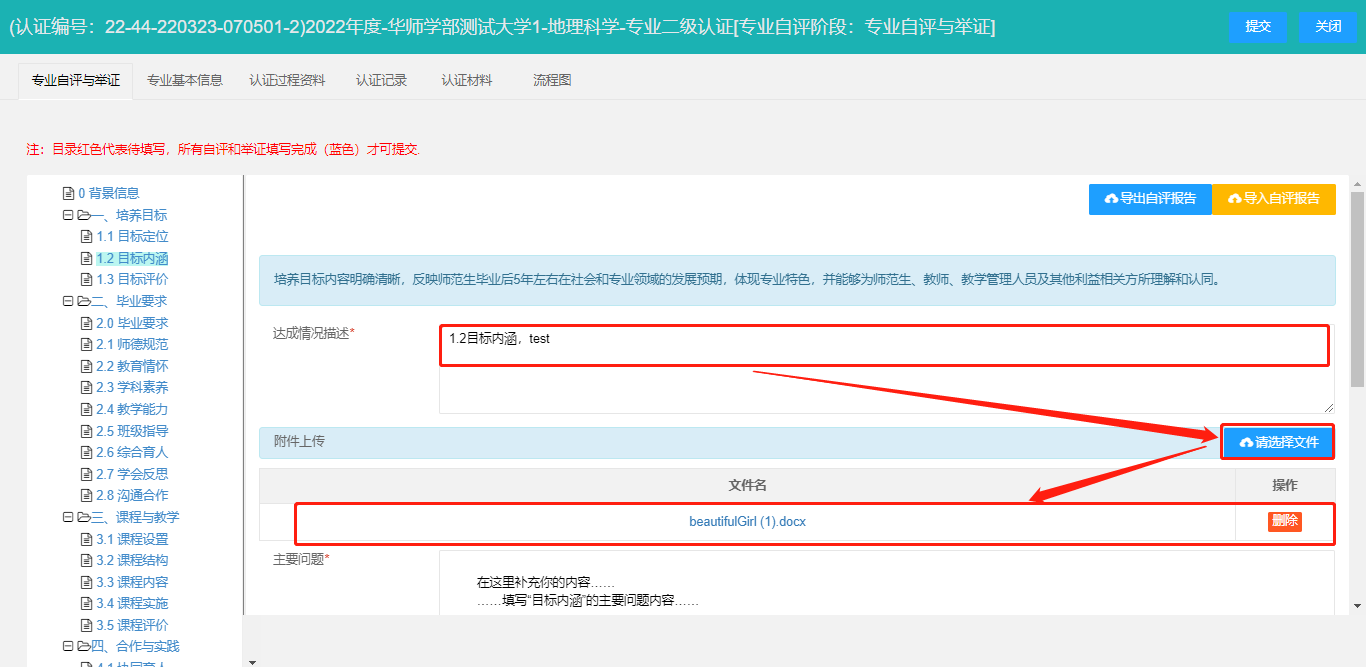 (认证编号：22-44-220323-070501-2)2022年度-华师学部测试大学1-地理科学-专业二级认证[专业自评阶段：专业自评与举证]
提交
关闭
专业自评与举证
专业基本信息
认证过程资料
认证记录
认证材料
流程图
注：目录红色代表待填写，所有自评和举证填写完成（蓝色）才可提交.
0 背景信息
一、培养目标
1.1 目标定位
1.2 目标内涵
1.3 目标评价
二、毕业要求
2.0 毕业要求
2.1 师德规范
2.2 教育情怀
2.3 学科素养
2.4 教学能力
2.5 班级指导
2.6 综合育人
2.7 学会反思
2.8 沟通合作
三、课程与教学
3.1 课程设置
3.2 课程结构
3.3 课程内容
3.4 课程实施
3.5 课程评价
四、合作与实践
4.1 协同育人
导出自评报告
导入自评报告
培养目标内容明确清晰，反映师范生毕业后5年左右在社会和专业领域的发展预期，体现专业特色，并能够为师范生、教师、教学管理人员及其他利益相关方所理解和认同。
达成情况描述*
1.2目标内涵，test
附件上传
请选择文件
文件名
操作
beautifulGirl (1).docx
删除
主要问题*
在这里补充你的内容……
……填写“目标内涵”的主要问题内容……